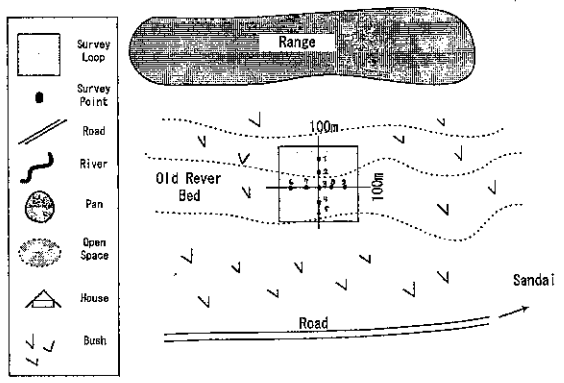 Survey
Loop
Survey
Point
Road
River
Pan
Open
Space
House
Bush
Range
100m
Old Rever
Bed
100m
Sandai
Road